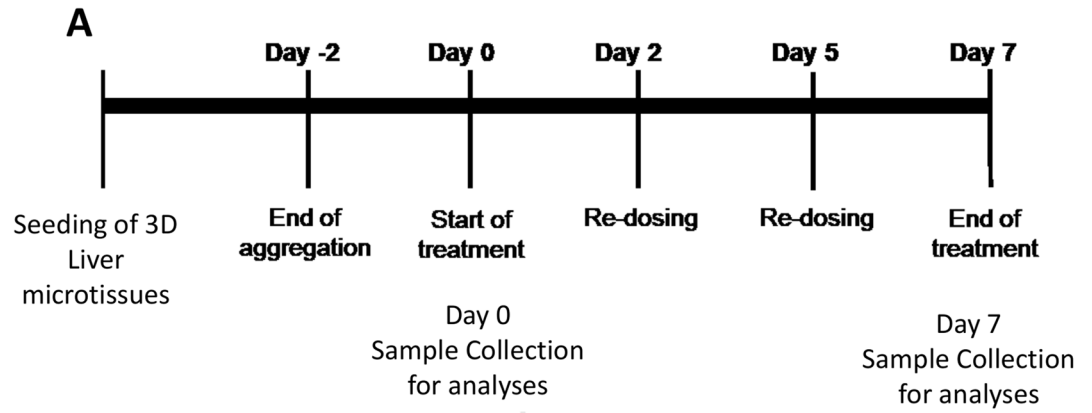 A
Day -2
Day 0
Day 2
Day 5
Day 7
Seeding of 3D
Liver
microtissues
End of
aggregation
Start of
treatment
Re-dosing
Re-dosing
End of
treatment
Day 0
Sample Collection
for analyses
Day 7
Sample Collection
for analyses